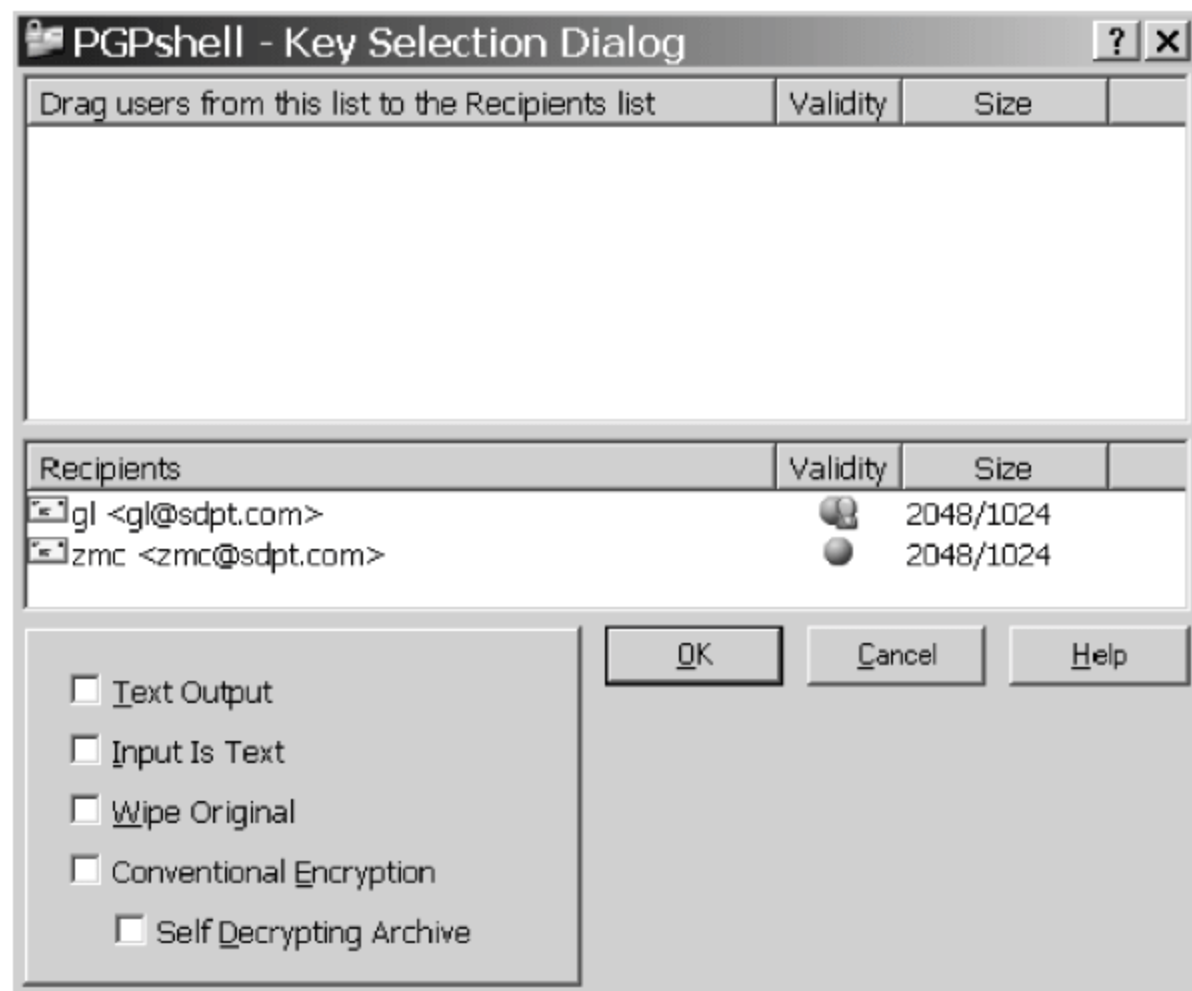 PGPshell - Key Selection Dialog
Drag users from this list to the Recipients list Validity Size
Recipients Validity Size
gl <gl@sdpt.com> 2048/1024
zmc <zmc@sdpt.com> 2048/1024
OK Cancel Help
Text Output
Input Is Text
Wipe Original
Conventional Encryption
Self Decrypting Archive